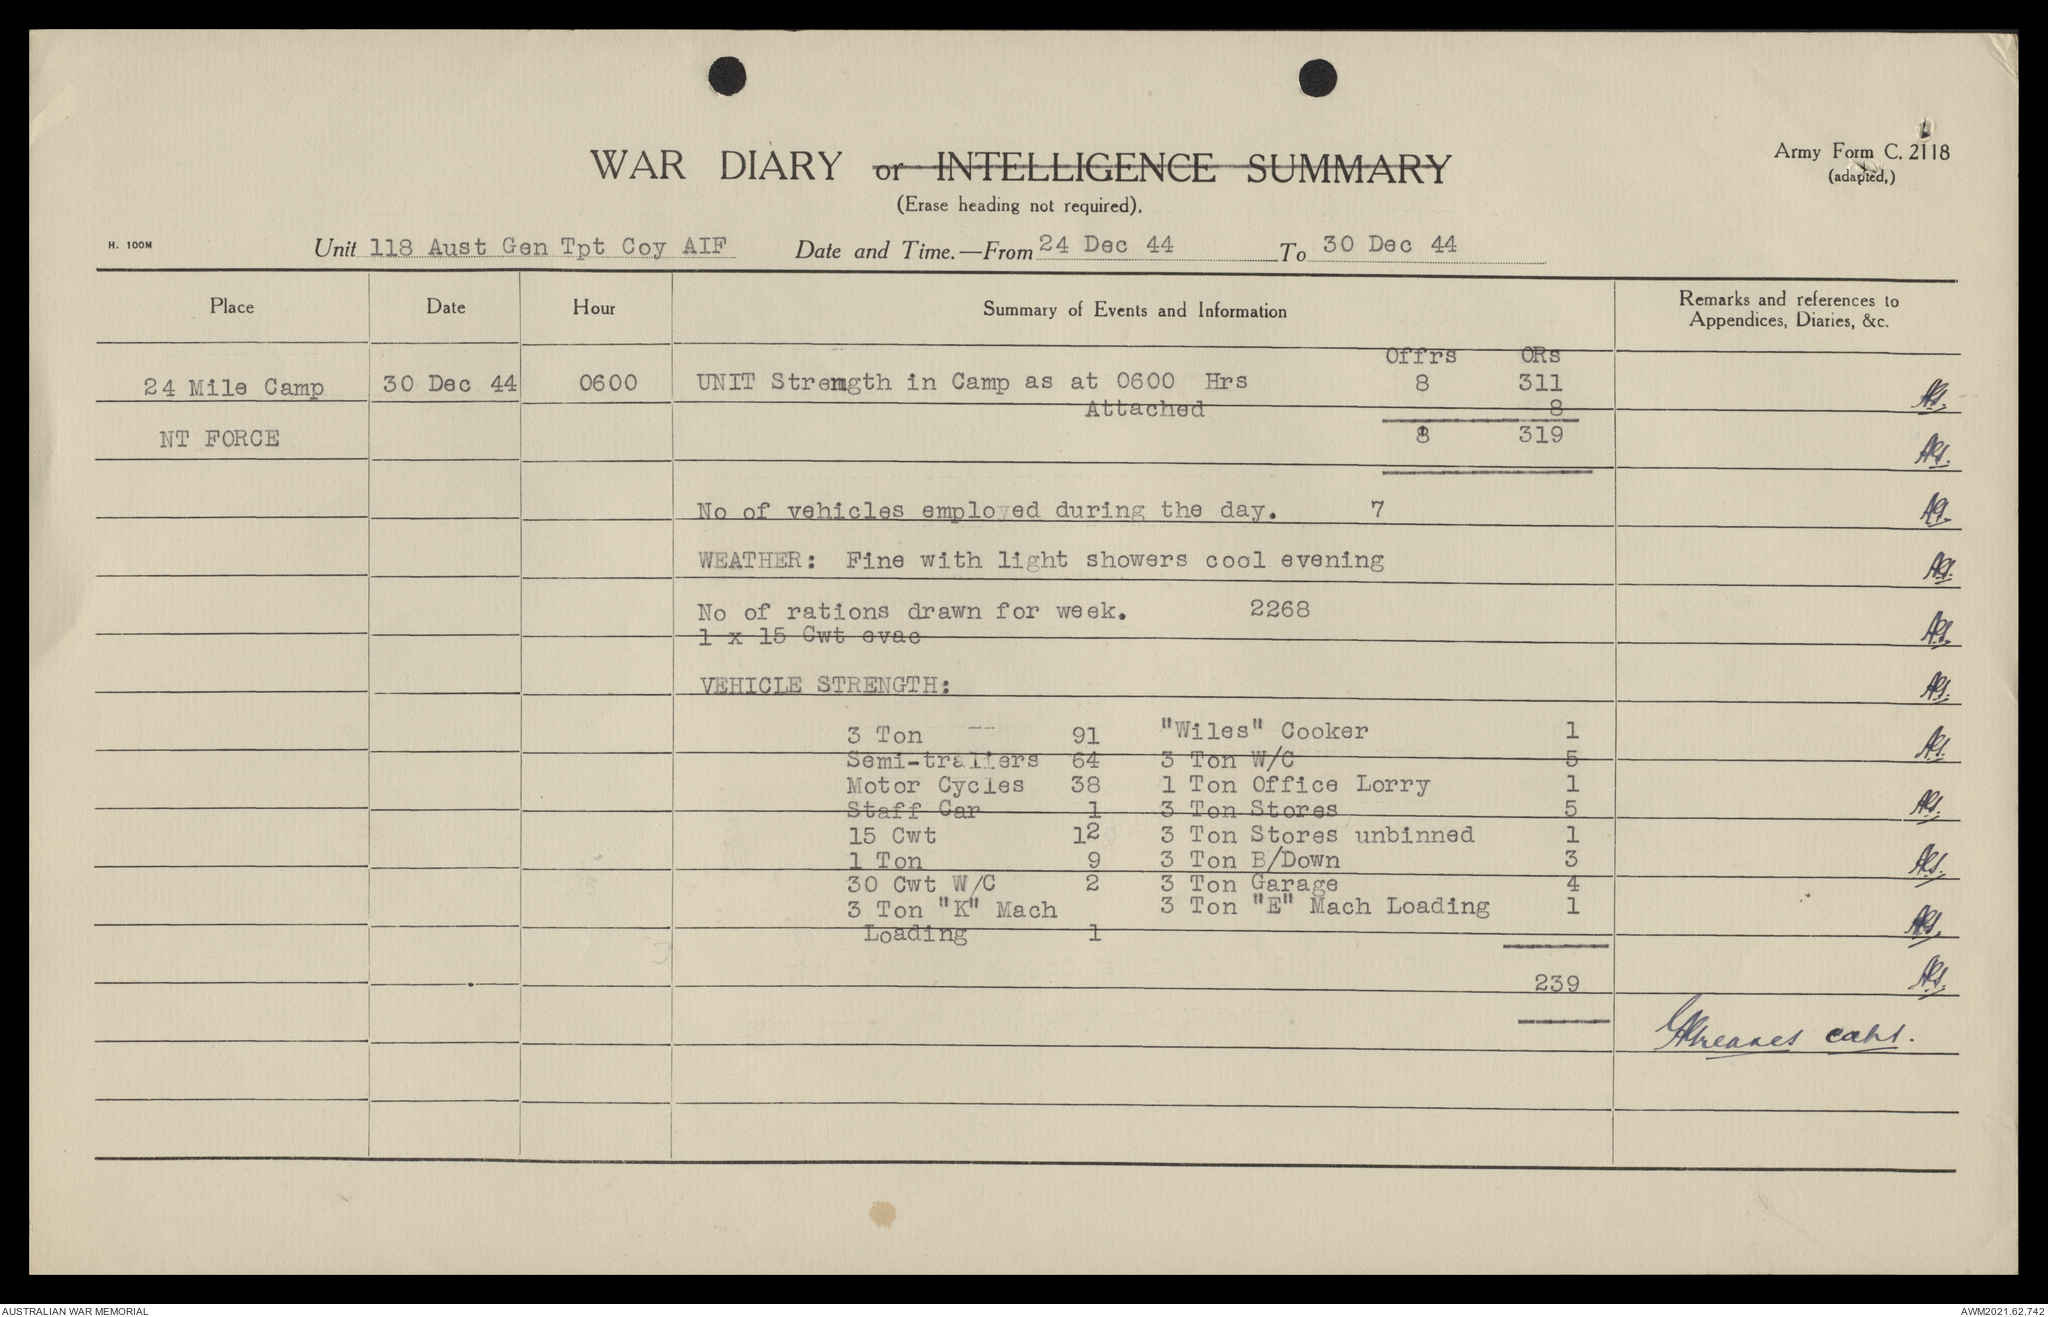 Army Form C. 2118
(adapted,)
WAR DIARY or INTELLIGENCE SUMMARY
(Erase heading not required).
H. 100M
Unit 118 Aust Gen Tpt Coy AIF Date and Time.—From 24 Dec 44 To 30 Dec 44
Place Date Hour Summary of Events and Information Remarks and references to Appendices, Diaries, &c.
Offrs ORs
24 Mile Camp 30 Dec 44 0600 UNIT Strength in Camp as at 0600 Hrs 8 311
Attached 8
NT FORCE 8 319
No of vehicles employed during the day. 7
WEATHER: Fine with light showers cool evening
No of rations drawn for week. 2268
1 x 15 Cwt evac
VEHICLE STRENGTH:
3 Ton 91 "Wiles" Cooker 1
Semi-traliers 64 3 Ton W/C 5
Motor Cycles 38 1 Ton Office Lorry 1
Staff Car 1 3 Ton Stores 5
15 Cwt 12 3 Ton Stores unbinned 1
1 Ton 9 3 Ton B/Down 3
30 Cwt W/C 2 3 Ton Garage 4
3 Ton "K" Mach 3 Ton "E" Mach Loading 1
Loading 1
239
AUSTRALIAN WAR MEMORIAL AWM2021.62.742